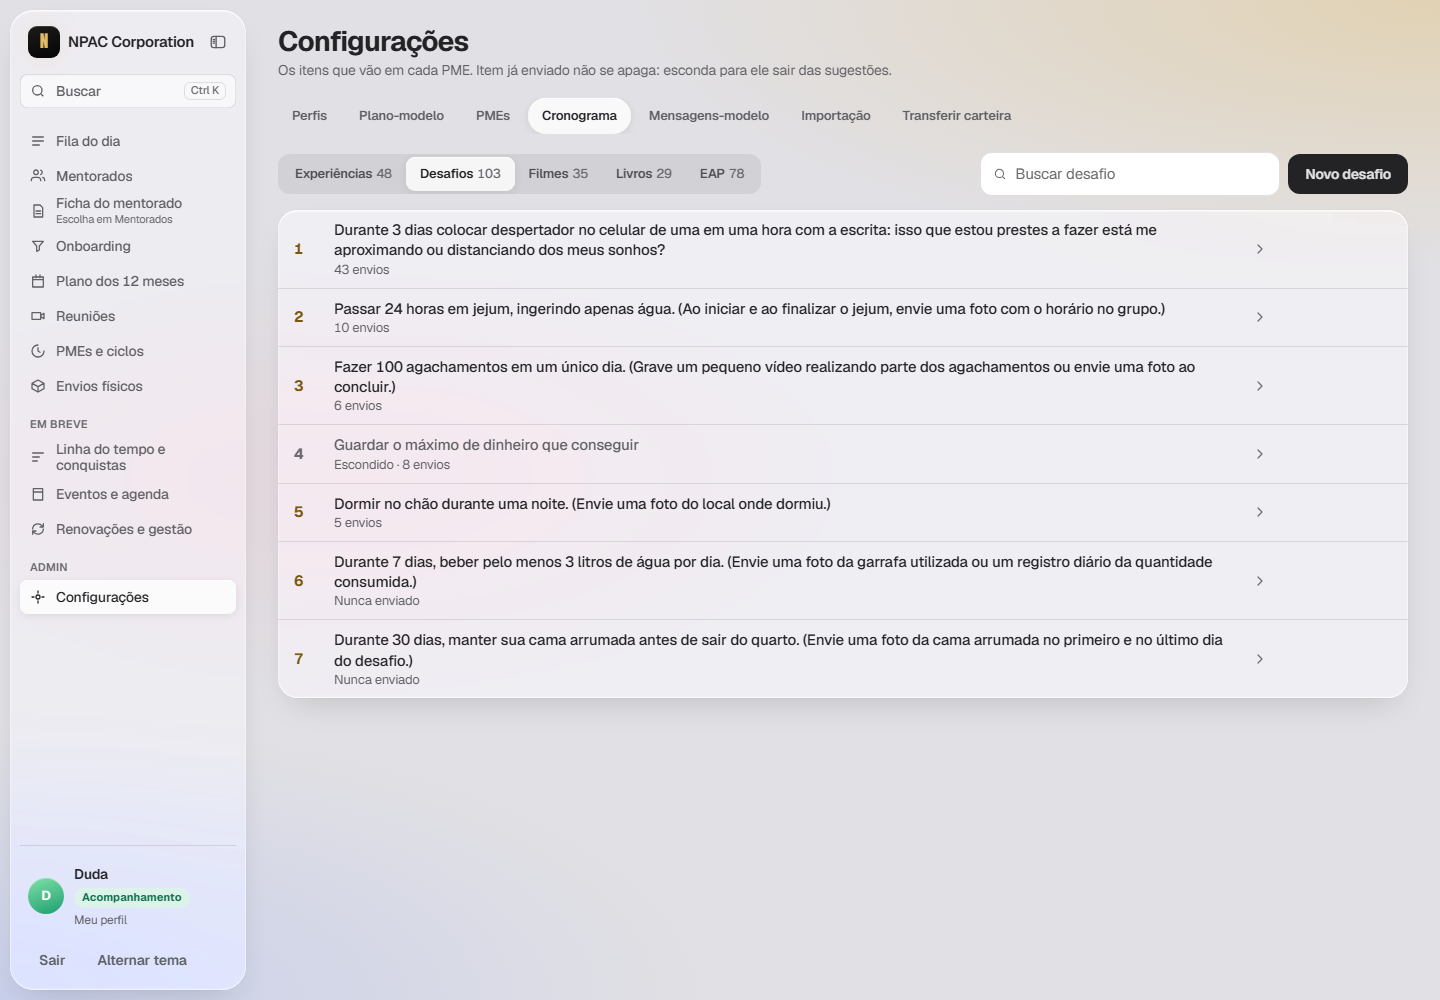 N
NPAC Corporation
Buscar
Ctrl K
Fila do dia
Mentorados
Ficha do mentorado
Escolha em Mentorados
Onboarding
Plano dos 12 meses
Reuniões
PMEs e ciclos
Envios físicos
EM BREVE
Linha do tempo e
conquistas
Eventos e agenda
Renovações e gestão
ADMIN
Configurações
D
Duda
Acompanhamento
Meu perfil
Sair
Alternar tema
Configurações
Os itens que vão em cada PME. Item já enviado não se apaga: esconda para ele sair das sugestões.
Perfis
Plano-modelo
PMEs
Cronograma
Mensagens-modelo
Importação
Transferir carteira
Experiências 48
Desafios 103
Filmes 35
Livros 29
EAP 78
Buscar desafio
Novo desafio
1
Durante 3 dias colocar despertador no celular de uma em uma hora com a escrita: isso que estou prestes a fazer está me
aproximando ou distanciando dos meus sonhos?
43 envios
2
Passar 24 horas em jejum, ingerindo apenas água. (Ao iniciar e ao finalizar o jejum, envie uma foto com o horário no grupo.)
10 envios
3
Fazer 100 agachamentos em um único dia. (Grave um pequeno vídeo realizando parte dos agachamentos ou envie uma foto ao
concluir.)
6 envios
4
Guardar o máximo de dinheiro que conseguir
Escondido · 8 envios
5
Dormir no chão durante uma noite. (Envie uma foto do local onde dormiu.)
5 envios
6
Durante 7 dias, beber pelo menos 3 litros de água por dia. (Envie uma foto da garrafa utilizada ou um registro diário da quantidade
consumida.)
Nunca enviado
7
Durante 30 dias, manter sua cama arrumada antes de sair do quarto. (Envie uma foto da cama arrumada no primeiro e no último dia
do desafio.)
Nunca enviado